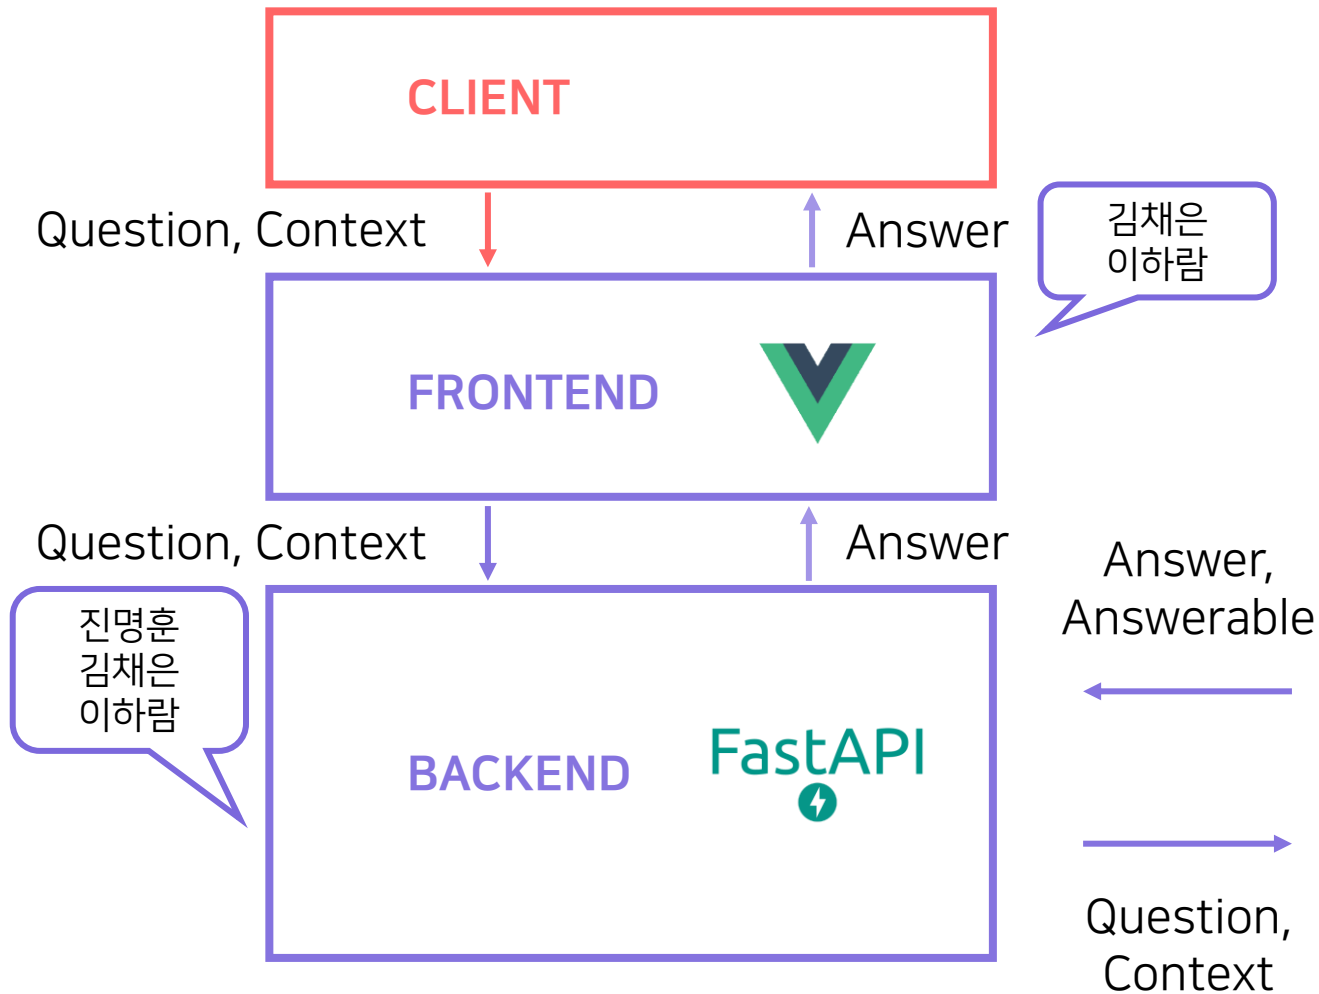 CLIENT
Question, Context
Answer
김채은
이하람
FRONTEND
Question, Context
Answer
Answer,
Answerable
진명훈
김채은
이하람
BACKEND
FastAPI
Question,
Context